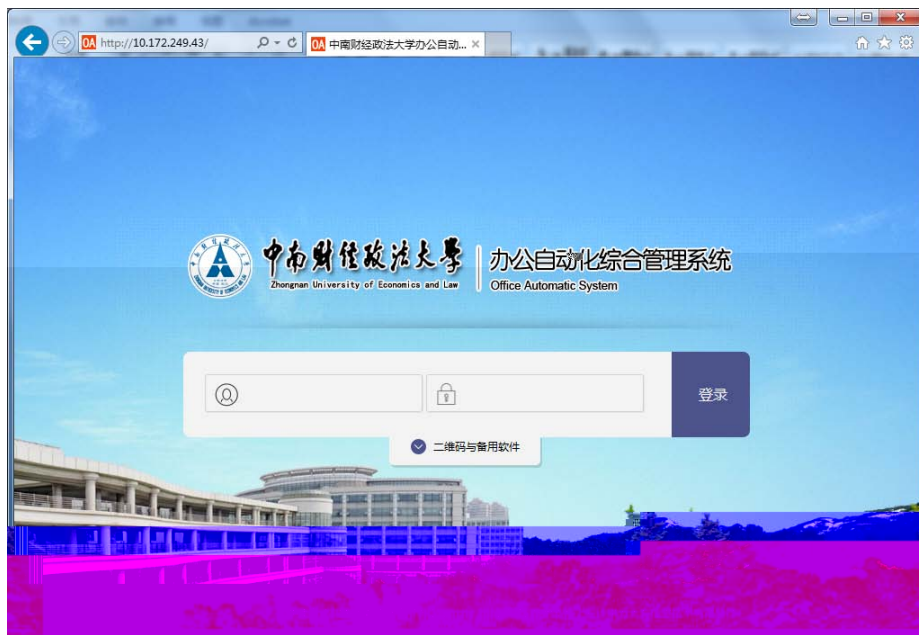 http://10.172.249.43/
OA 中南财经政法大学办公自动...
中南财经政法大学
Zhongnan University of Economics and Law
办公自动化综合管理系统
Office Automatic System
登录
二维码与备用软件